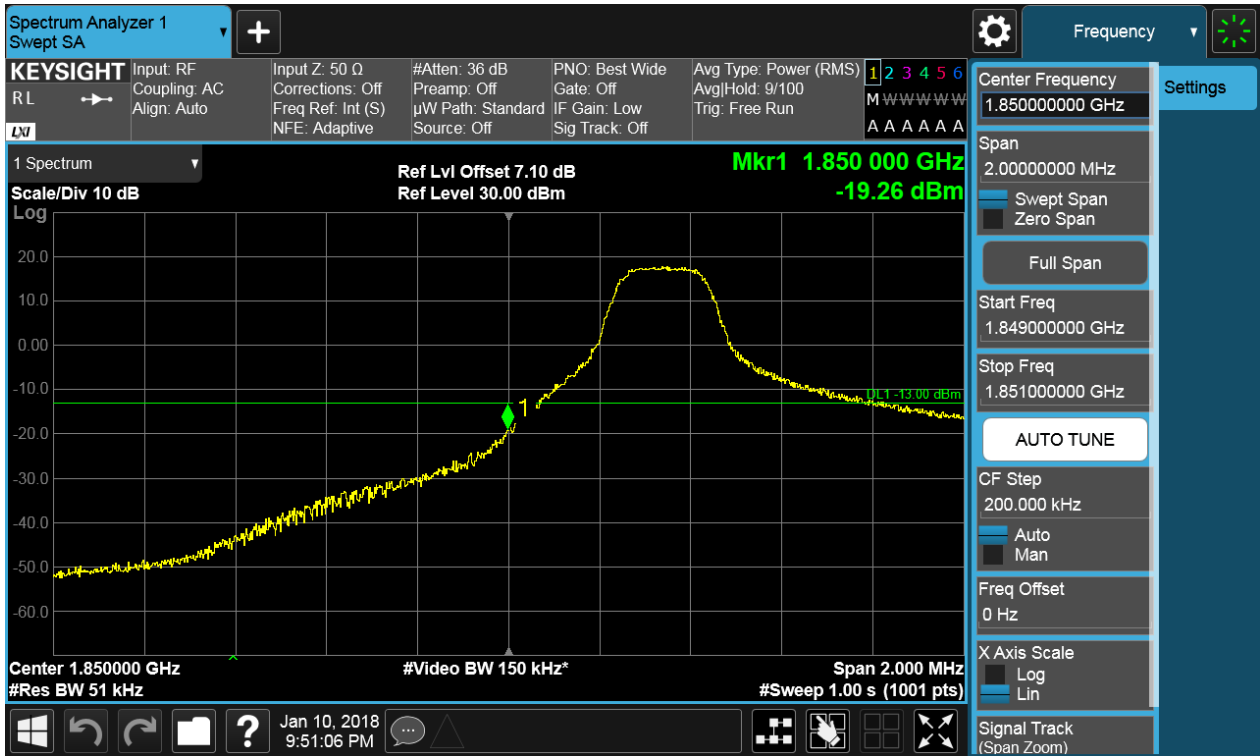 Spectrum Analyzer 1
Swept SA
+
Frequency
KEYSIGHT
R L
LXI
Input: RF
Coupling: AC
Align: Auto
Input Z: 50 Ω
Corrections: Off
Freq Ref: Int (S)
NFE: Adaptive
#Atten: 36 dB
Preamp: Off
µW Path: Standard
Source: Off
PNO: Best Wide
Gate: Off
IF Gain: Low
Sig Track: Off
Avg Type: Power (RMS)
Avg|Hold: 9/100
Trig: Free Run
1 2 3 4 5 6
M W W W W W
A A A A A A
1 Spectrum
Scale/Div 10 dB
Log
Ref Lvl Offset 7.10 dB
Ref Level 30.00 dBm
Mkr1 1.850 000 GHz
-19.26 dBm
20.0
10.0
0.00
-10.0
-20.0
-30.0
-40.0
-50.0
-60.0
1
DL1 -13.00 dBm
Center 1.850000 GHz
#Res BW 51 kHz
#Video BW 150 kHz*
Span 2.000 MHz
#Sweep 1.00 s (1001 pts)
Center Frequency
1.850000000 GHz
Span
2.00000000 MHz
Swept Span
Zero Span
Full Span
Start Freq
1.849000000 GHz
Stop Freq
1.851000000 GHz
AUTO TUNE
CF Step
200.000 kHz
Auto
Man
Freq Offset
0 Hz
X Axis Scale
Log
Lin
Signal Track
(Span Zoom)
Settings
?
Jan 10, 2018
9:51:06 PM